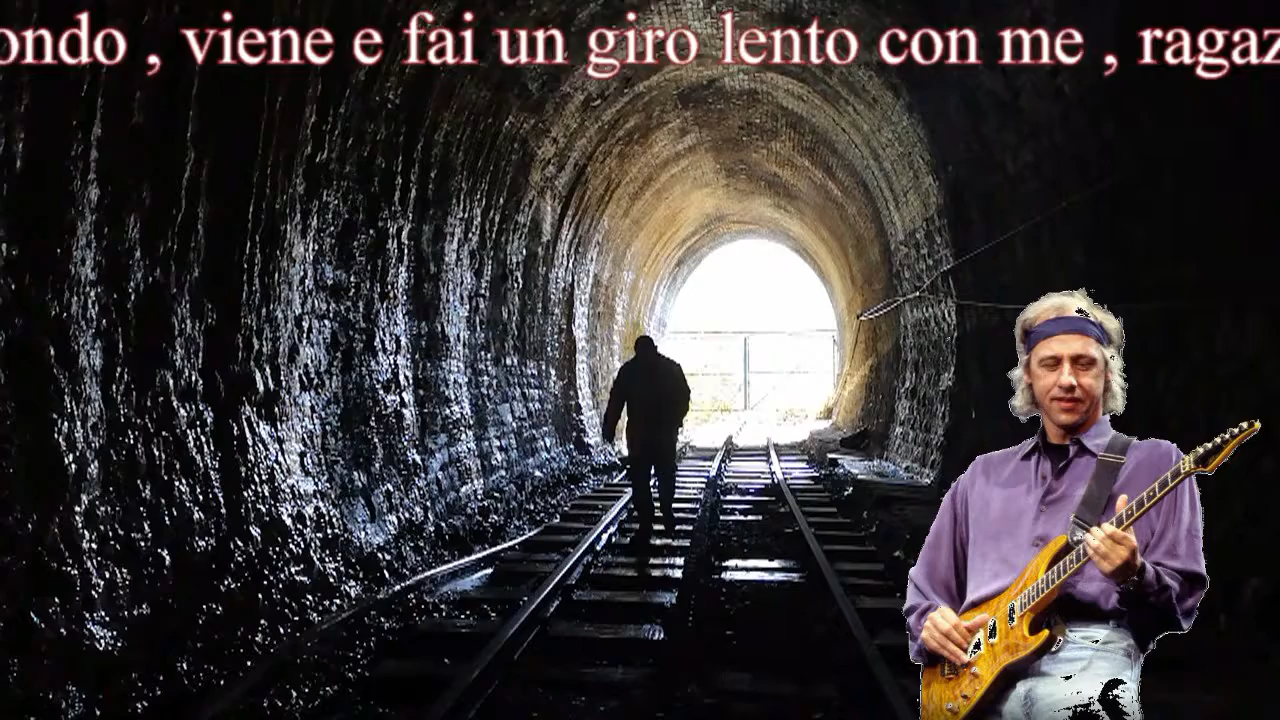 ondo , viene e fai un giro lento con me , ragaz